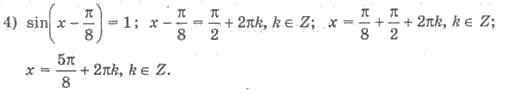 4) sin(x − π/8) = 1; x − π/8 = π/2 + 2πk, k ∈ Z; x = π/8 + π/2 + 2πk, k ∈ Z;
x = 5π/8 + 2πk, k ∈ Z.